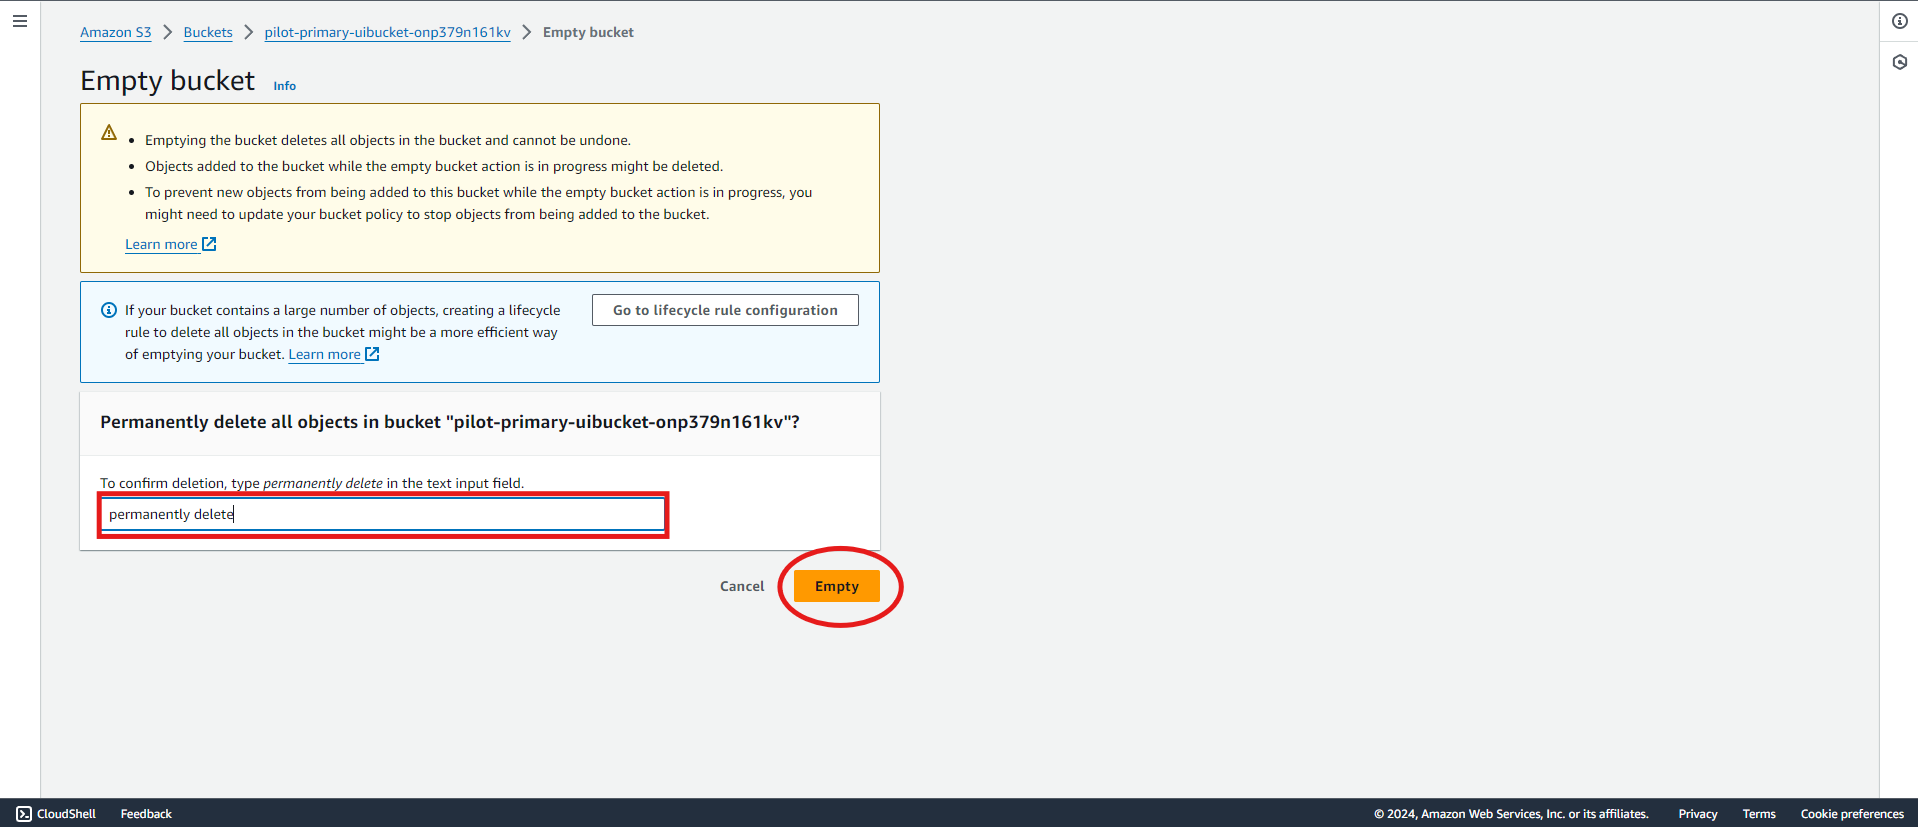 Amazon S3 > Buckets > pilot-primary-uibucket-onp379n161kv > Empty bucket
Empty bucket Info
Emptying the bucket deletes all objects in the bucket and cannot be undone.
Objects added to the bucket while the empty bucket action is in progress might be deleted.
To prevent new objects from being added to this bucket while the empty bucket action is in progress, you
might need to update your bucket policy to stop objects from being added to the bucket.
Learn more
If your bucket contains a large number of objects, creating a lifecycle
rule to delete all objects in the bucket might be a more efficient way
of emptying your bucket. Learn more
Go to lifecycle rule configuration
Permanently delete all objects in bucket "pilot-primary-uibucket-onp379n161kv"?
To confirm deletion, type permanently delete in the text input field.
permanently delete
Cancel Empty
CloudShell Feedback © 2024, Amazon Web Services, Inc. or its affiliates. Privacy Terms Cookie preferences